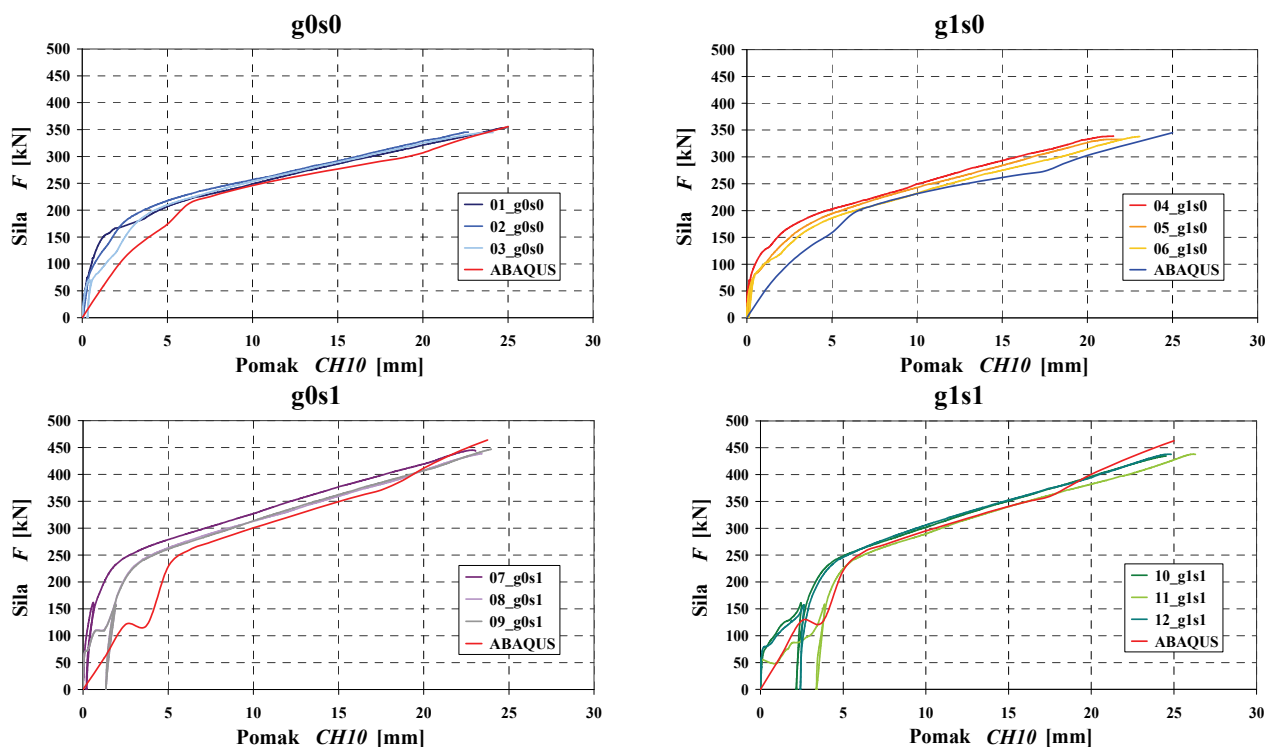 g0s0
500
450
400
350
300
250
200
150
100
50
0
Sila F [kN]
01_g0s0
02_g0s0
03_g0s0
ABAQUS
0 5 10 15 20 25 30
Pomak CH10 [mm]
g1s0
500
450
400
350
300
250
200
150
100
50
0
Sila F [kN]
04_g1s0
05_g1s0
06_g1s0
ABAQUS
0 5 10 15 20 25 30
Pomak CH10 [mm]
g0s1
500
450
400
350
300
250
200
150
100
50
0
Sila F [kN]
07_g0s1
08_g0s1
09_g0s1
ABAQUS
0 5 10 15 20 25 30
Pomak CH10 [mm]
g1s1
500
450
400
350
300
250
200
150
100
50
0
Sila F [kN]
10_g1s1
11_g1s1
12_g1s1
ABAQUS
0 5 10 15 20 25 30
Pomak CH10 [mm]